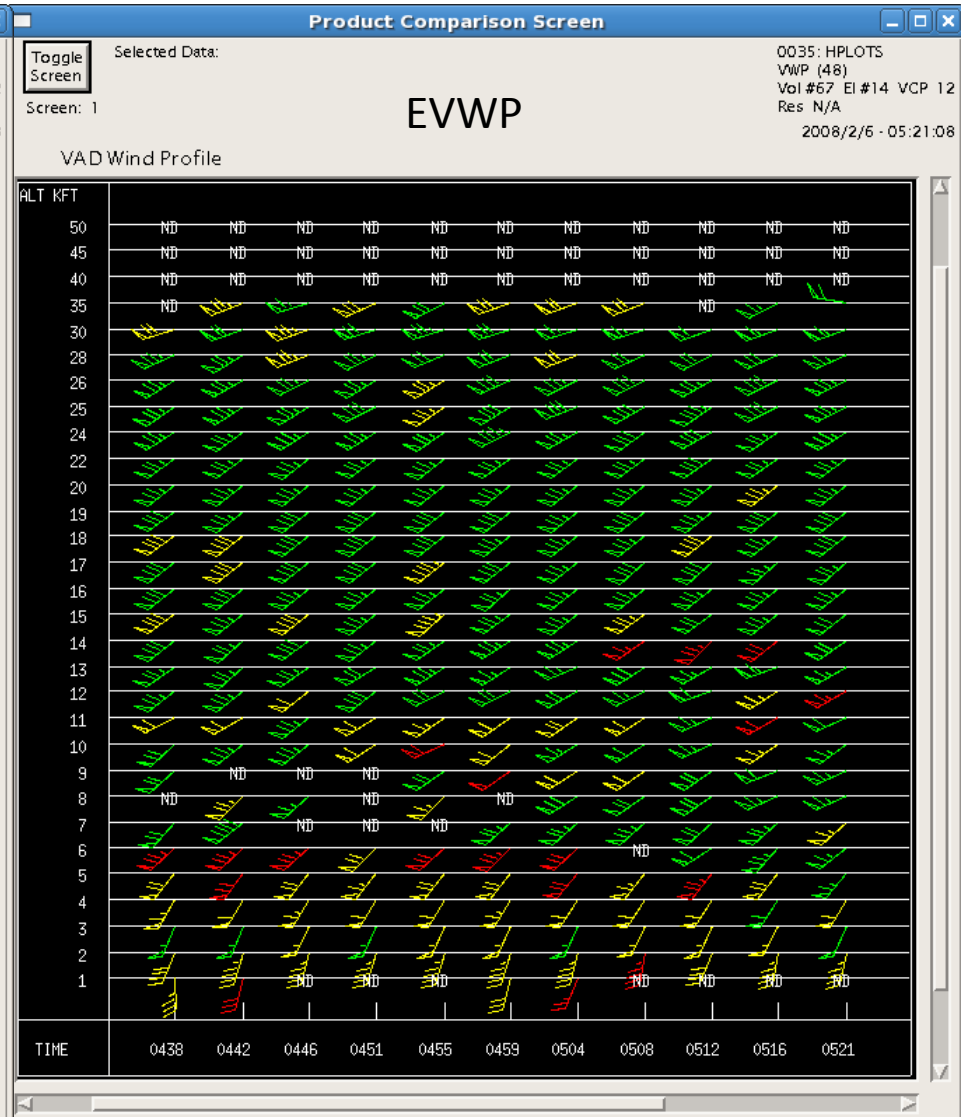 Product Comparison Screen
Toggle Screen
Selected Data:
Screen: 1
EVWP
0035: HPLOTS
VWP (48)
Vol #67 El #14 VCP 12
Res N/A
2008/2/6 - 05:21:08
VAD Wind Profile
ALT KFT
50 ND ND ND ND ND ND ND ND ND ND ND
45 ND ND ND ND ND ND ND ND ND ND ND
40 ND ND ND ND ND ND ND ND ND ND ND
35 ND ND
30
28
26
25
24
22
20
19
18
17
16
15
14
13
12
11
10
9 ND ND ND
8 ND ND ND
7 ND ND ND
6 ND
5
4
3
2
1 ND ND ND ND ND ND ND
TIME 0438 0442 0446 0451 0455 0459 0504 0508 0512 0516 0521